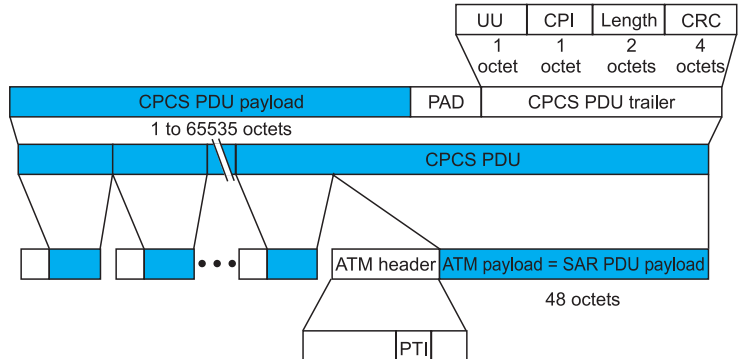 UU CPI Length CRC
1 1 2 4
octet octet octets octets
CPCS PDU payload PAD CPCS PDU trailer
1 to 65535 octets
CPCS PDU
ATM header ATM payload = SAR PDU payload
48 octets
PTI